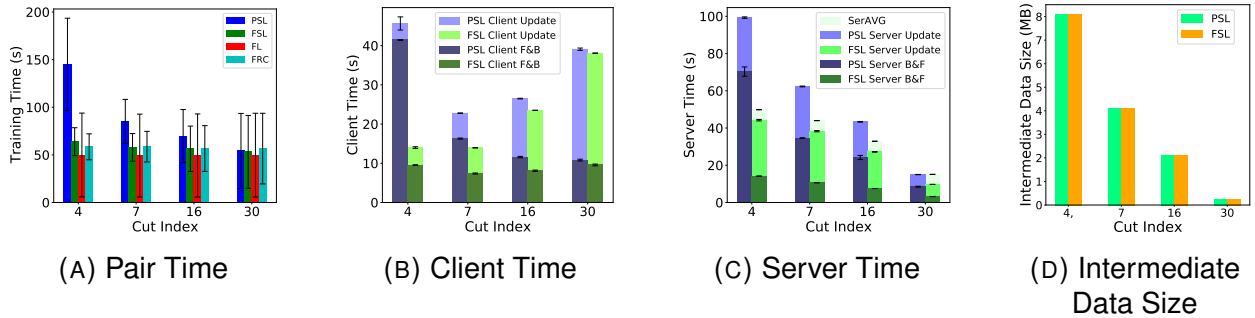 200
150
100
50
0
Training Time (s)
PSL
FSL
FL
FRC
4
7
16
30
Cut Index
(A) Pair Time
40
30
20
10
0
Client Time (s)
PSL Client Update
FSL Client Update
PSL Client F&B
FSL Client F&B
4
7
16
30
Cut Index
(B) Client Time
100
80
60
40
20
0
Server Time (s)
SerAVG
PSL Server Update
FSL Server Update
PSL Server B&F
FSL Server B&F
4
7
16
30
Cut Index
(C) Server Time
8
7
6
5
4
3
2
1
0
Intermediate Data Size (MB)
PSL
FSL
4,
7
16
30
Cut Index
(D) Intermediate
Data Size